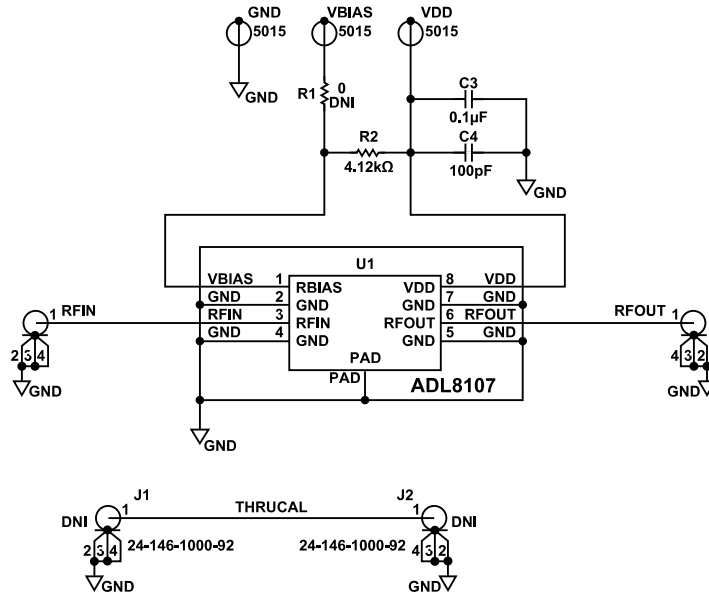 GND
5015
VBIAS
5015
VDD
5015
GND
R1
0
DNI
C3
0.1µF
R2
4.12kΩ
C4
100pF
GND
U1
VBIAS 1 RBIAS
GND 2 GND
RFIN 3 RFIN
GND 4 GND
VDD 8 VDD
GND 7 GND
RFOUT 6 RFOUT
GND 5 GND
PAD
PAD
ADL8107
1 RFIN
2 3 4
GND
RFOUT 1
4 3 2
GND
GND
J1
1
THRUCAL
J2
1
DNI
DNI
2 3 4
24-146-1000-92
24-146-1000-92
4 3 2
GND
GND